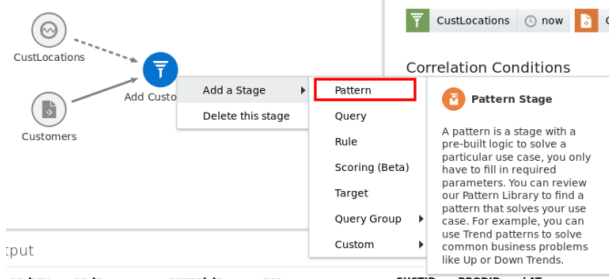 CustLocations
now
CustLocations
Correlation Conditions
Customers
Add Custo
Add a Stage
Delete this stage
Pattern
Query
Rule
Scoring (Beta)
Target
Query Group
Custom
Pattern Stage
A pattern is a stage with a
pre-built logic to solve a
particular use case, you only
have to fill in required
parameters. You can review
our Pattern Library to find a
pattern that solves your use
case. For example, you can
use Trend patterns to solve
common business problems
like Up or Down Trends.